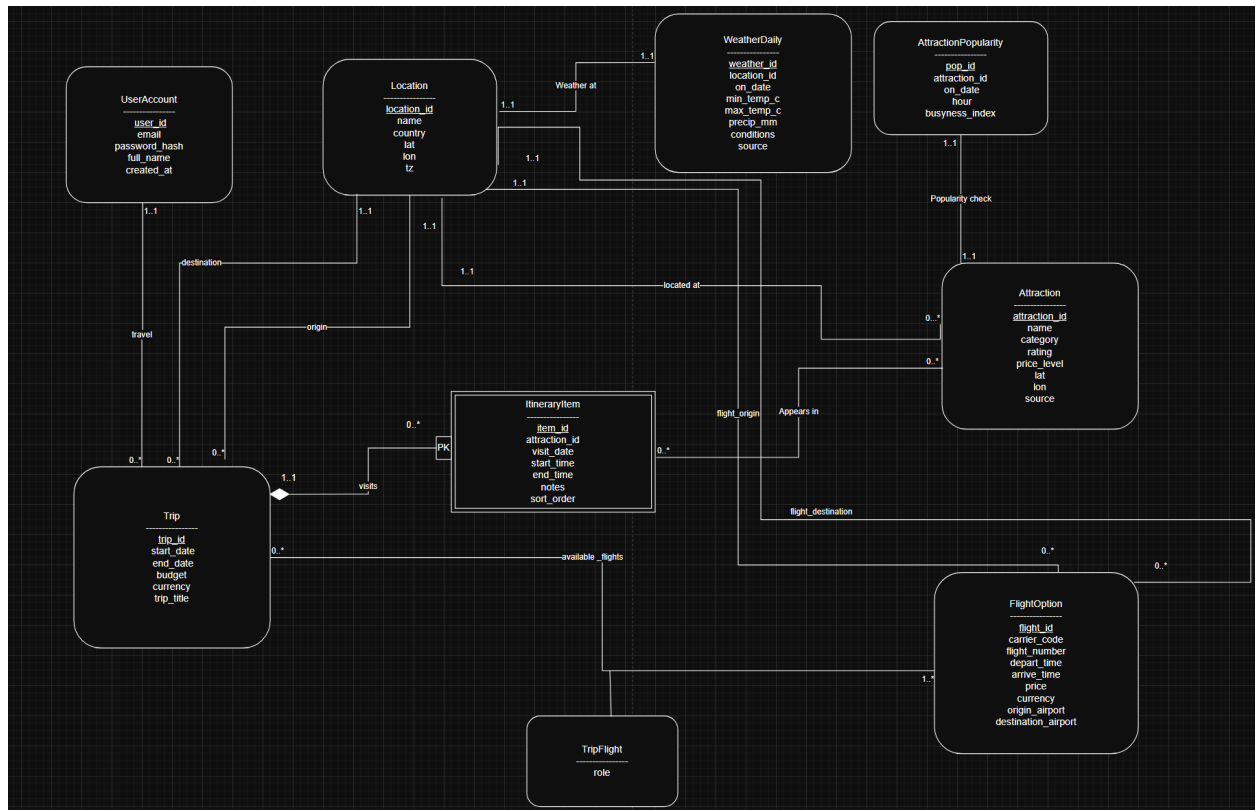 UserAccount
user_id
email
password_hash
full_name
created_at
1..1
Location
location_id
name
country
lat
lon
tz
1..1
Weather at
1..1
WeatherDaily
weather_id
location_id
on_date
min_temp_c
max_temp_c
precip_mm
conditions
source
AttractionPopularity
pop_id
attraction_id
on_date
hour
busyness_index
1..1
Popularity check
1..1
1..1
1..1
1..1
1..1
destination
1..1
located at
travel
origin
Attraction
attraction_id
name
category
rating
price_level
lat
lon
source
0...*
0..*
Appears in
flight_origin
ItineraryItem
item_id
attraction_id
visit_date
start_time
end_time
notes
sort_order
PK
0..*
0..*
0..*
0..*
0..*
1..1
visits
Trip
trip_id
start_date
end_date
budget
currency
trip_title
0..*
available _flights
flight_destination
0..*
0..*
FlightOption
flight_id
carrier_code
flight_number
depart_time
arrive_time
price
currency
origin_airport
destination_airport
1..*
TripFlight
role